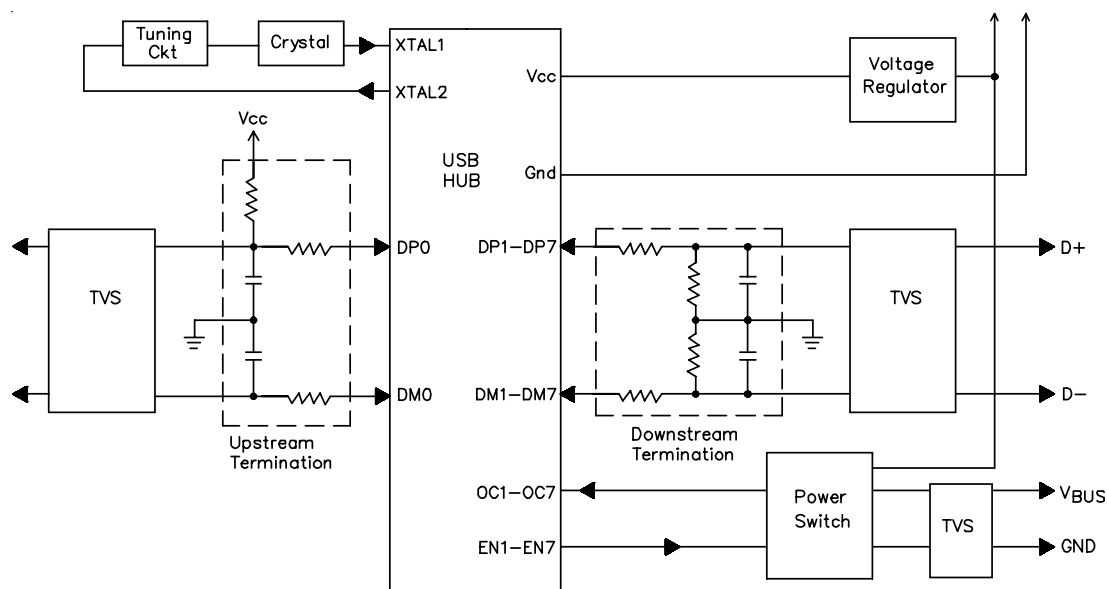 Tuning
Ckt
Crystal
XTAL1
XTAL2
Vcc
Voltage
Regulator
Vcc
USB
HUB
Gnd
TVS
DP0
DP1-DP7
TVS
D+
DM0
DM1-DM7
D-
Upstream
Termination
Downstream
Termination
OC1-OC7
Power
Switch
VBUS
TVS
EN1-EN7
GND